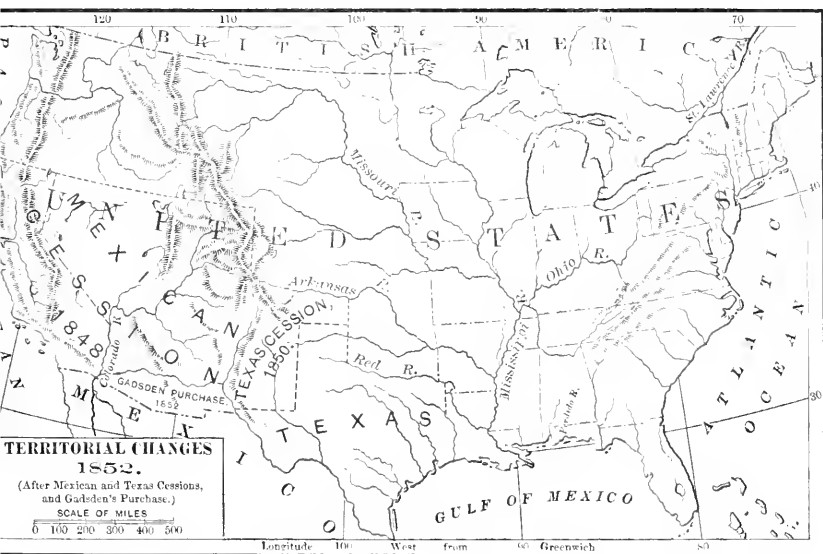 120 110 100 90 80 70
BRITISH AMERICA
St. Lawrence R.
Missouri
R.
UNITED STATES
MEXICAN
CESSION
1848
Colorado R.
Arkansas
Ohio R.
Mississippi R.
TEXAS CESSION,
1850.
Red R.
GADSDEN PURCHASE
1852
TEXAS
MEXICO
Perdido R.
ATLANTIC
OCEAN
40
30
GULF OF MEXICO
TERRITORIAL CHANGES
1852.
(After Mexican and Texas Cessions,
and Gadsden's Purchase.)
SCALE OF MILES
0 100 200 300 400 500
Longitude 100 West from 90 Greenwich 80